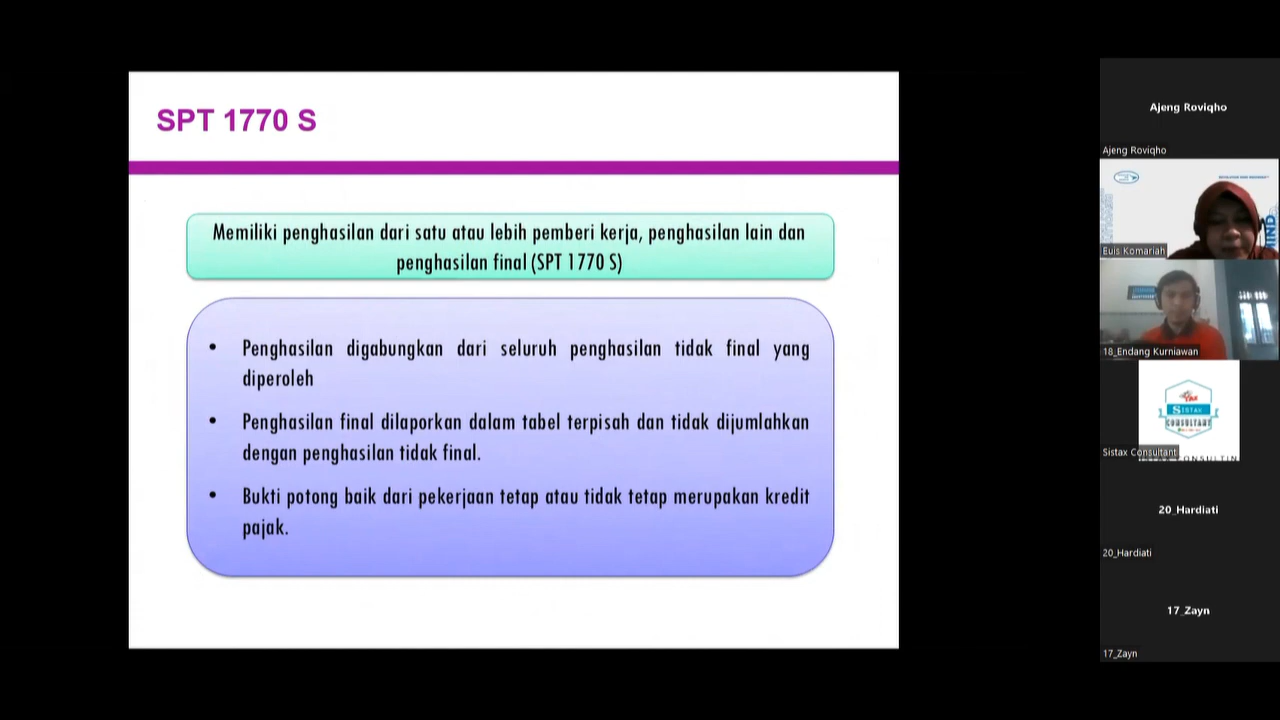 SPT 1770 S
Memiliki penghasilan dari satu atau lebih pemberi kerja, penghasilan lain dan
penghasilan final (SPT 1770 S)
• Penghasilan digabungkan dari seluruh penghasilan tidak final yang
diperoleh
• Penghasilan final dilaporkan dalam tabel terpisah dan tidak dijumlahkan
dengan penghasilan tidak final.
• Bukti potong baik dari pekerjaan tetap atau tidak tetap merupakan kredit
pajak.
Ajeng Roviqho
Ajeng Roviqho
Euis Komariah
18_Endang Kurniawan
SISTAX
CONSULTANT
Sistax Consultant
20_Hardiati
20_Hardiati
17_Zayn
17_Zayn